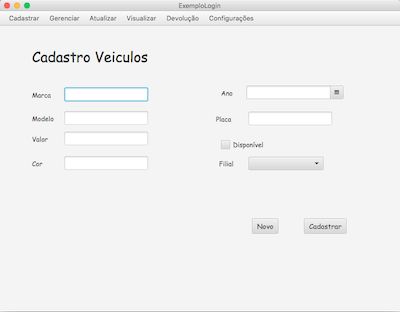 ExemploLogin
Cadastrar Gerenciar Atualizar Visualizar Devolução Configurações
Cadastro Veiculos
Marca
Ano
Modelo
Placa
Valor
Disponível
Cor
Filial
Novo
Cadastrar